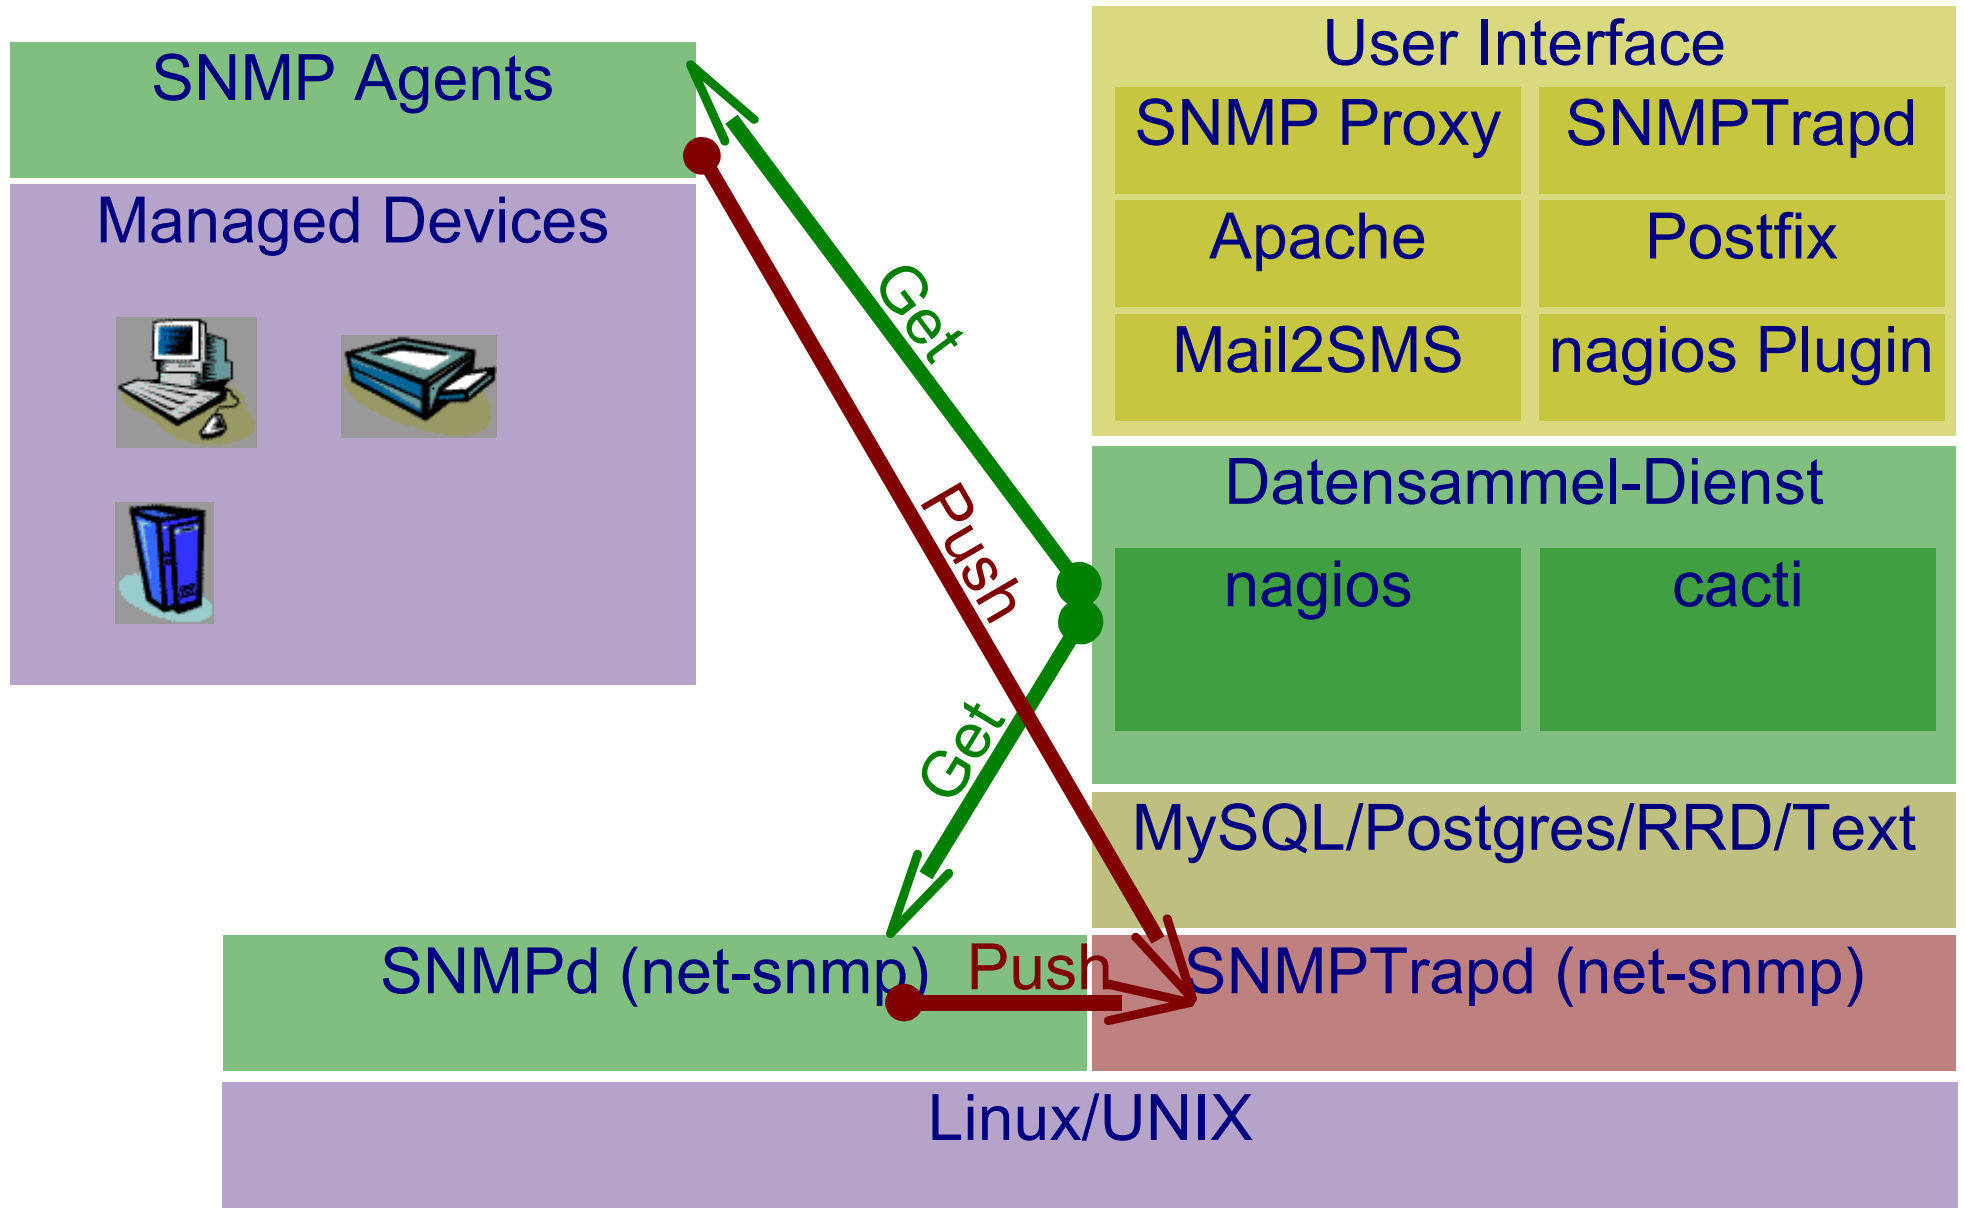 SNMP Agents
Managed Devices
User Interface
SNMP Proxy
SNMPTrapd
Apache
Postfix
Mail2SMS
nagios Plugin
Get
Push
Datensammel-Dienst
nagios
cacti
Get
MySQL/Postgres/RRD/Text
SNMPd (net-snmp)
Push
SNMPTrapd (net-snmp)
Linux/UNIX